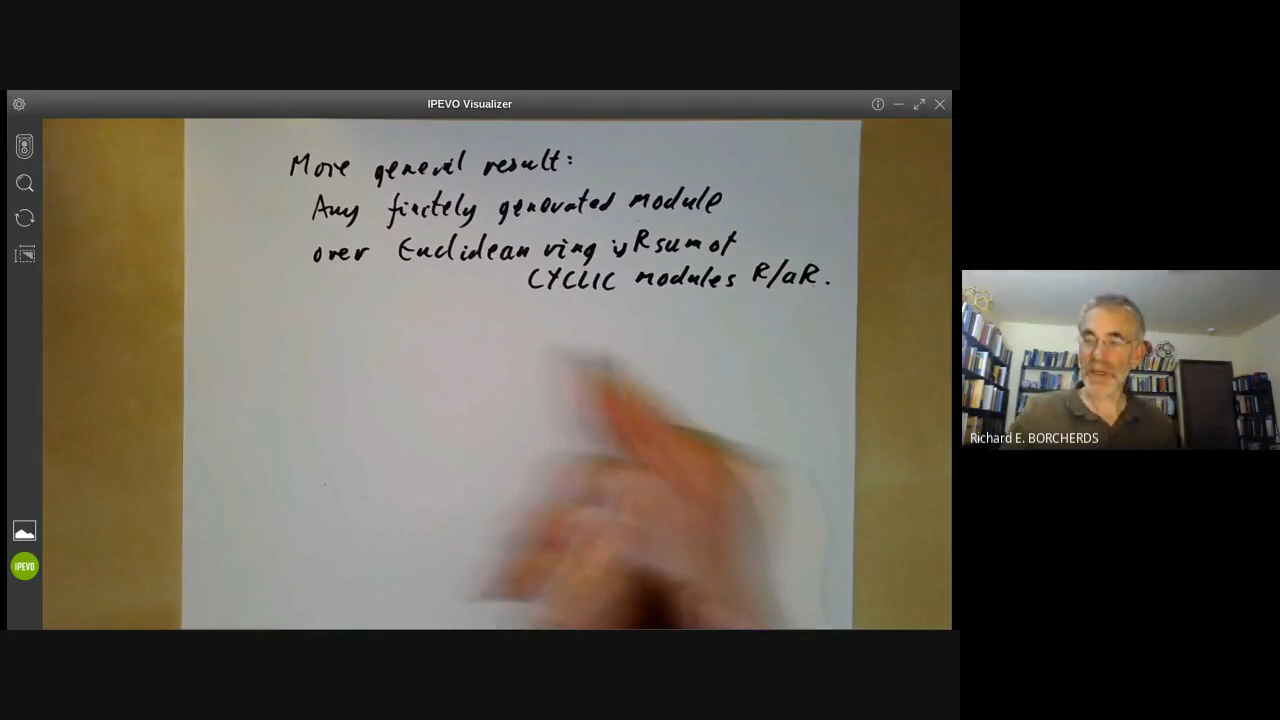 IPEVO Visualizer
More general result:
Any finitely generated module
over Euclidean ring is R sum of
CYCLIC modules R/aR.
IPEVO
Richard E. BORCHERDS